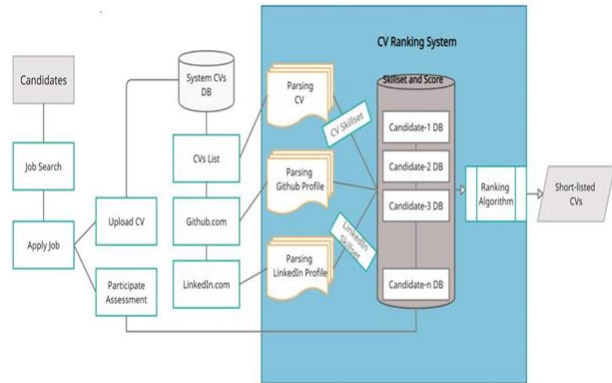 CV Ranking System
Candidates
System CVs
DB
Skillset and Score
Parsing
CV
CV Skillset
Candidate-1 DB
Job Search
CVs List
Candidate-2 DB
Parsing
Github Profile
Ranking
Algorithm
Short-listed
CVs
Candidate-3 DB
Apply Job
Upload CV
Github.com
LinkedIn
Skillset
Participate
Assessment
LinkedIn.com
Parsing
LinkedIn Profile
Candidate-n DB